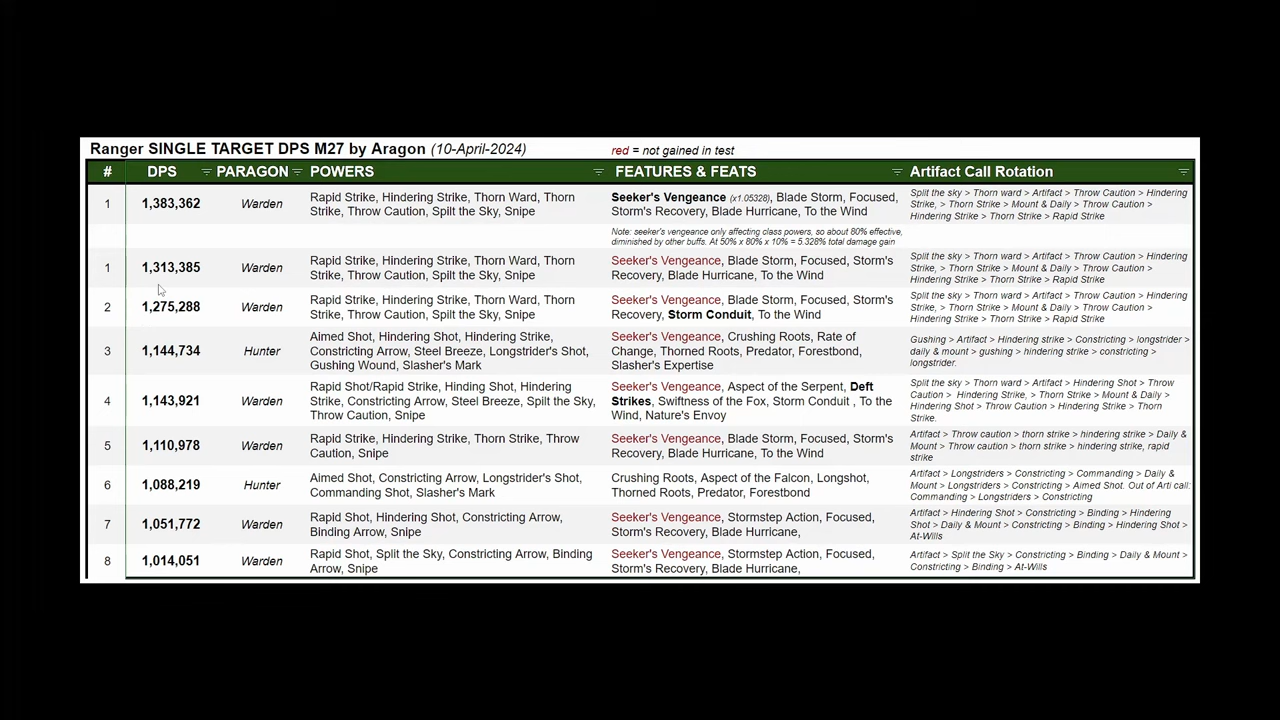 Ranger SINGLE TARGET DPS M27 by Aragon (10-April-2024) red = not gained in test
# DPS PARAGON POWERS FEATURES & FEATS Artifact Call Rotation
1 1,383,362 Warden
Rapid Strike, Hindering Strike, Thorn Ward, Thorn
Strike, Throw Caution, Spilt the Sky, Snipe
Seeker's Vengeance (x1.05328), Blade Storm, Focused,
Storm's Recovery, Blade Hurricane, To the Wind
Split the sky > Thorn ward > Artifact > Throw Caution > Hindering
Strike, > Thorn Strike > Mount & Daily > Throw Caution >
Hindering Strike > Thorn Strike > Rapid Strike
Note: seeker's vengeance only affecting class powers, so about 80% effective,
diminished by other buffs. At 50% x 80% x 10% = 5.328% total damage gain
1 1,313,385 Warden
Rapid Strike, Hindering Strike, Thorn Ward, Thorn
Strike, Throw Caution, Spilt the Sky, Snipe
Seeker's Vengeance, Blade Storm, Focused, Storm's
Recovery, Blade Hurricane, To the Wind
Split the sky > Thorn ward > Artifact > Throw Caution > Hindering
Strike, > Thorn Strike > Mount & Daily > Throw Caution >
Hindering Strike > Thorn Strike > Rapid Strike
2 1,275,288 Warden
Rapid Strike, Hindering Strike, Thorn Ward, Thorn
Strike, Throw Caution, Spilt the Sky, Snipe
Seeker's Vengeance, Blade Storm, Focused, Storm's
Recovery, Storm Conduit, To the Wind
Split the sky > Thorn ward > Artifact > Throw Caution > Hindering
Strike, > Thorn Strike > Mount & Daily > Throw Caution >
Hindering Strike > Thorn Strike > Rapid Strike
3 1,144,734 Hunter
Aimed Shot, Hindering Shot, Hindering Strike,
Constricting Arrow, Steel Breeze, Longstrider's Shot,
Gushing Wound, Slasher's Mark
Seeker's Vengeance, Crushing Roots, Rate of
Change, Thorned Roots, Predator, Forestbond,
Slasher's Expertise
Gushing > Artifact > Hindering strike > Constricting > longstrider >
daily & mount > gushing > hindering strike > constricting >
longstrider.
4 1,143,921 Warden
Rapid Shot/Rapid Strike, Hinding Shot, Hindering
Strike, Constricting Arrow, Steel Breeze, Spilt the Sky,
Throw Caution, Snipe
Seeker's Vengeance, Aspect of the Serpent, Deft
Strikes, Swiftness of the Fox, Storm Conduit , To the
Wind, Nature's Envoy
Split the sky > Thorn ward > Artifact > Hindering Shot > Throw
Caution > Hindering Strike, > Thorn Strike > Mount & Daily >
Hindering Shot > Throw Caution > Hindering Strike > Thorn
Strike.
5 1,110,978 Warden
Rapid Strike, Hindering Strike, Thorn Strike, Throw
Caution, Snipe
Seeker's Vengeance, Blade Storm, Focused, Storm's
Recovery, Blade Hurricane, To the Wind
Artifact > Throw caution > thorn strike > hindering strike > Daily &
Mount > Throw caution > thorn strike > hindering strike, rapid
strike
6 1,088,219 Hunter
Aimed Shot, Constricting Arrow, Longstrider's Shot,
Commanding Shot, Slasher's Mark
Crushing Roots, Aspect of the Falcon, Longshot,
Thorned Roots, Predator, Forestbond
Artifact > Longstriders > Constricting > Commanding > Daily &
Mount > Longstriders > Constricting > Aimed Shot. Out of Arti call:
Commanding > Longstriders > Constricting
7 1,051,772 Warden
Rapid Shot, Hindering Shot, Constricting Arrow,
Binding Arrow, Snipe
Seeker's Vengeance, Stormstep Action, Focused,
Storm's Recovery, Blade Hurricane,
Artifact > Hindering Shot > Constricting > Binding > Hindering
Shot > Daily & Mount > Constricting > Binding > Hindering Shot >
At-Wills
8 1,014,051 Warden
Rapid Shot, Split the Sky, Constricting Arrow, Binding
Arrow, Snipe
Seeker's Vengeance, Stormstep Action, Focused,
Storm's Recovery, Blade Hurricane,
Artifact > Split the Sky > Constricting > Binding > Daily & Mount >
Constricting > Binding > At-Wills